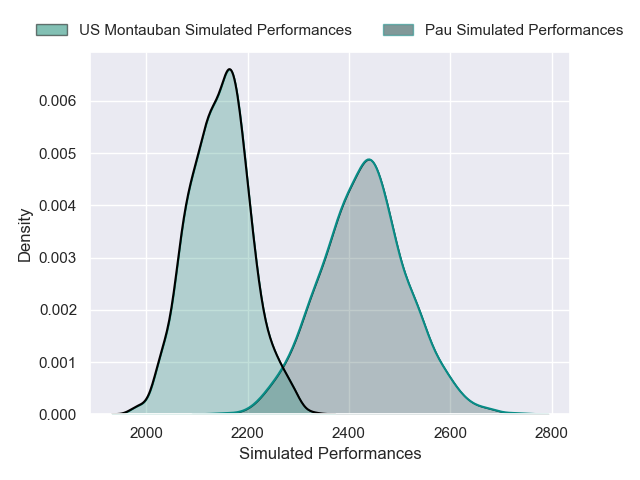 US Montauban Simulated Performances Pau Simulated Performances
0.006
0.005
0.004
0.003
0.002
0.001
0.000
Density
2000 2200 2400 2600 2800
Simulated Performances